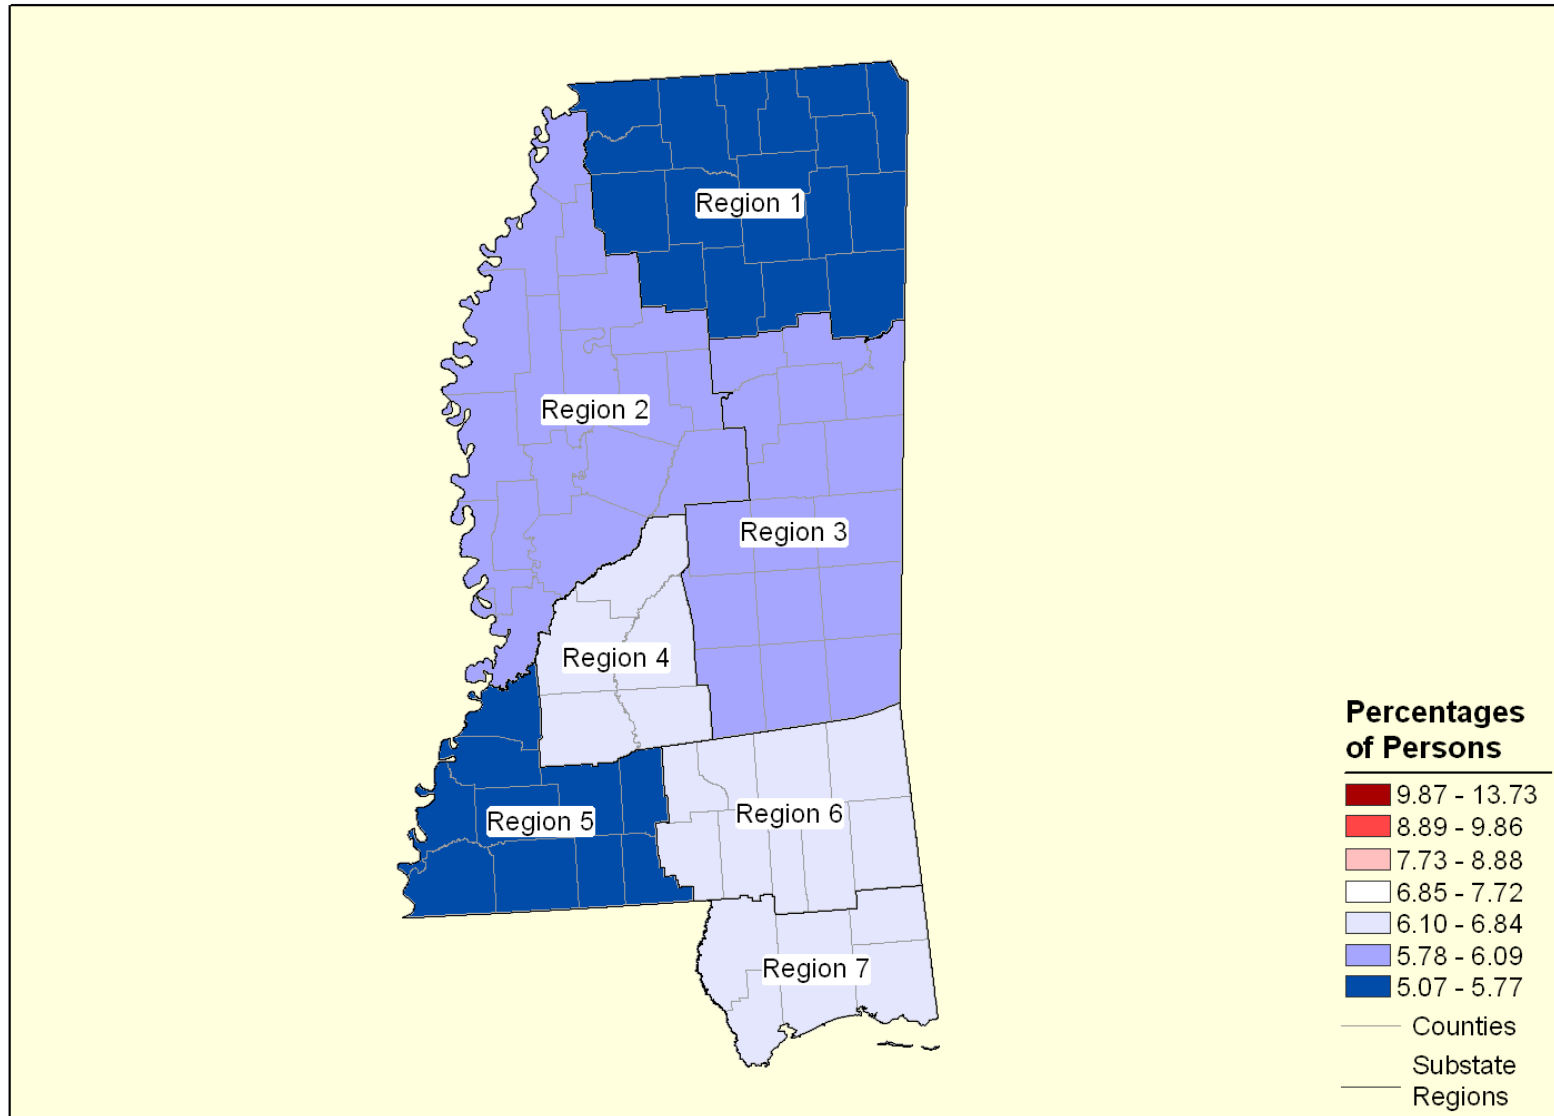 Region 1
Region 2
Region 3
Region 4
Region 5
Region 6
Region 7
Percentages
of Persons
9.87 - 13.73
8.89 - 9.86
7.73 - 8.88
6.85 - 7.72
6.10 - 6.84
5.78 - 6.09
5.07 - 5.77
Counties
Substate
Regions